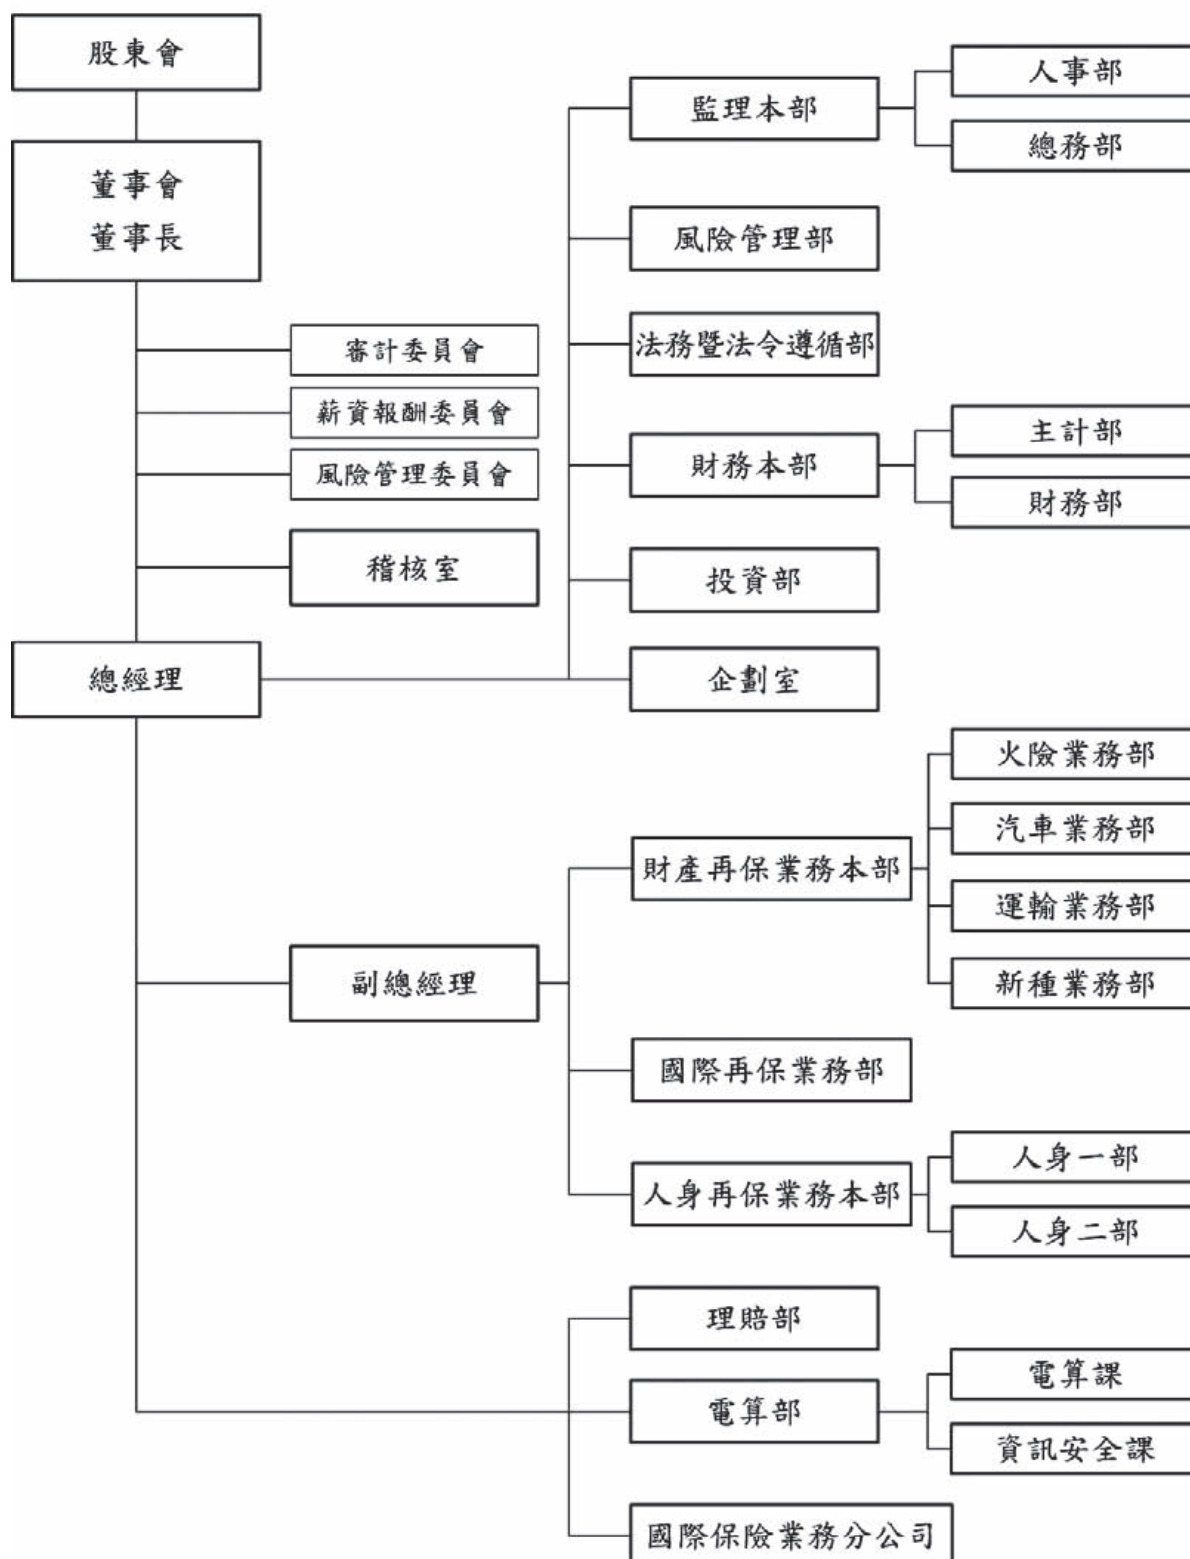 股東會
董事會
董事長
審計委員會
薪資報酬委員會
風險管理委員會
稽核室
總經理
監理本部
人事部
總務部
風險管理部
法務暨法令遵循部
財務本部
主計部
財務部
投資部
企劃室
副總經理
財產再保業務本部
火險業務部
汽車業務部
運輸業務部
新種業務部
國際再保業務部
人身再保業務本部
人身一部
人身二部
理賠部
電算部
電算課
資訊安全課
國際保險業務分公司